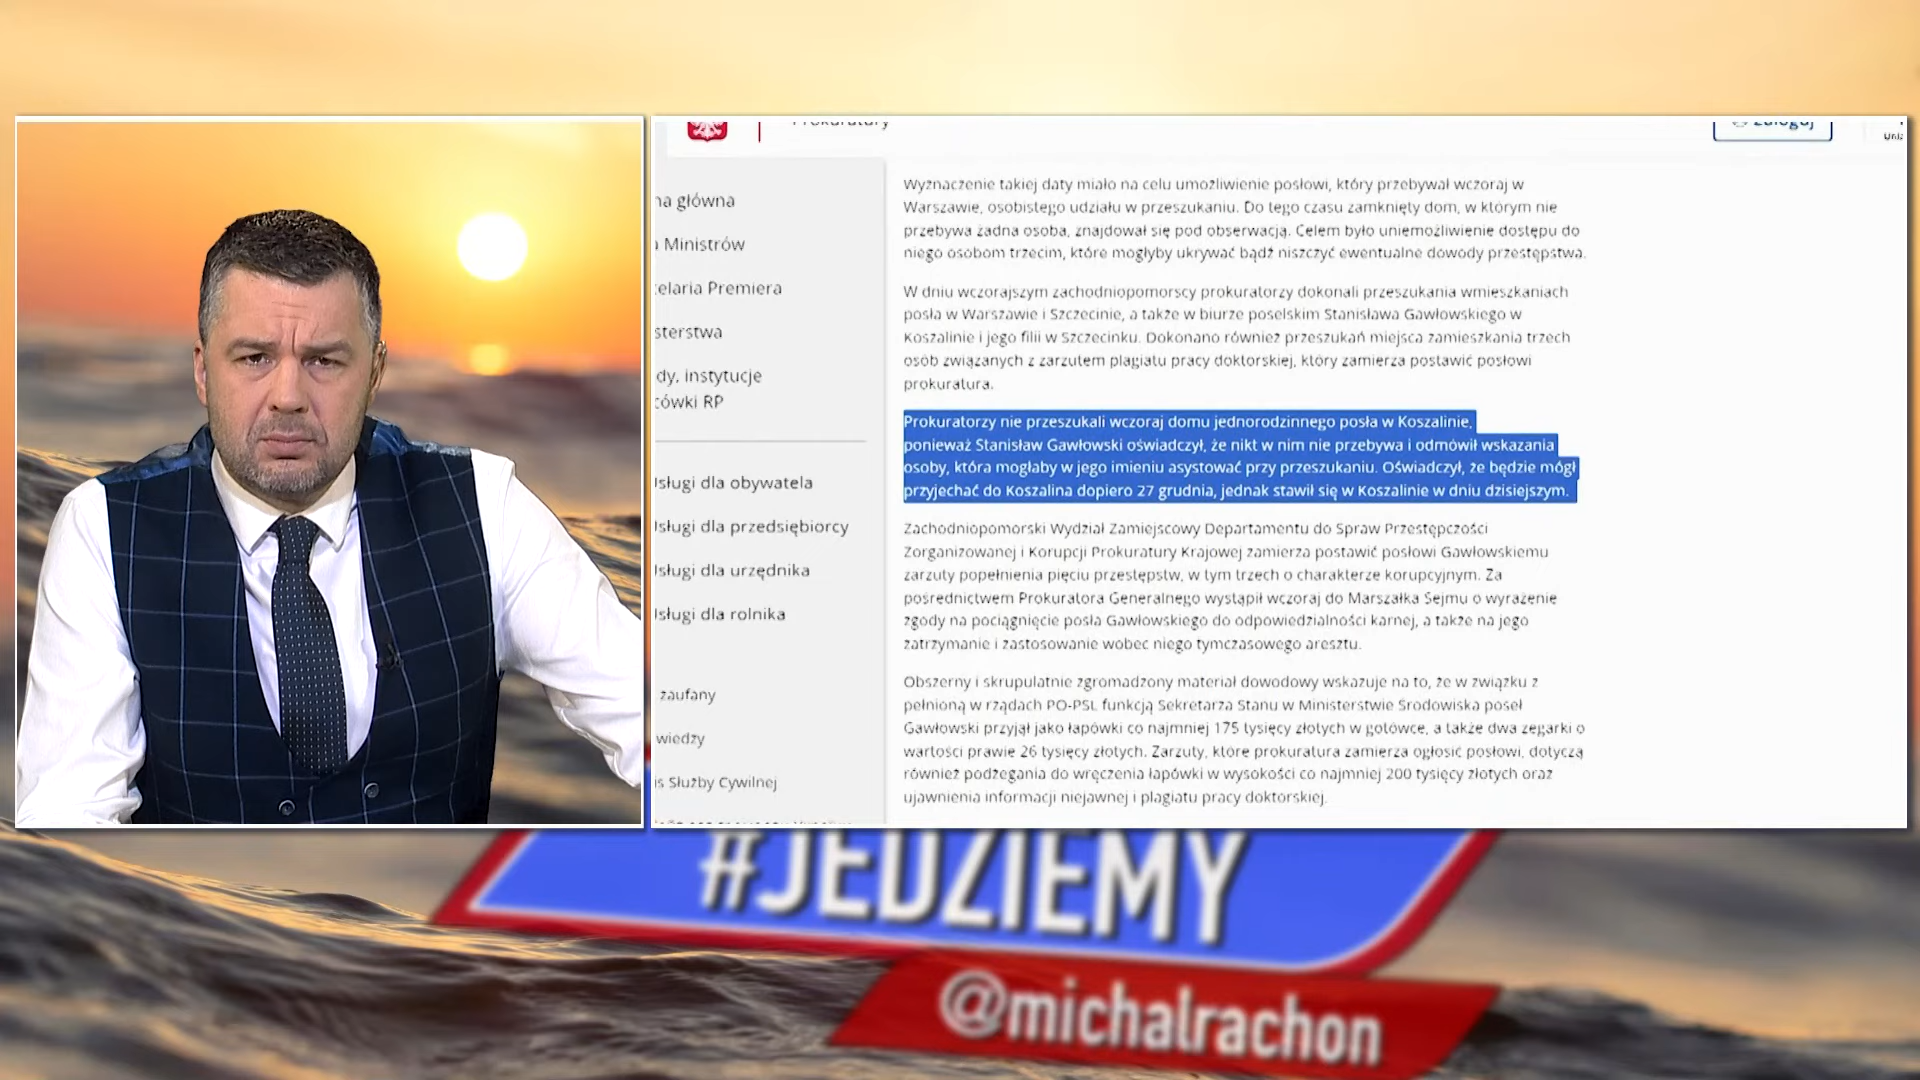 Prokuratury
Zaloguj
Wyznaczenie takiej daty miało na celu umożliwienie posłowi, który przebywał wczoraj w
Warszawie, osobistego udziału w przeszukaniu. Do tego czasu zamknięty dom, w którym nie
przebywa żadna osoba, znajdował się pod obserwacją. Celem było uniemożliwienie dostępu do
niego osobom trzecim, które mogłyby ukrywać bądź niszczyć ewentualne dowody przestępstwa.
W dniu wczorajszym zachodniopomorscy prokuratorzy dokonali przeszukania wmieszkaniach
posła w Warszawie i Szczecinie, a także w biurze poselskim Stanisława Gawłowskiego w
Koszalinie i jego filii w Szczecinku. Dokonano również przeszukań miejsca zamieszkania trzech
osób związanych z zarzutem plagiatu pracy doktorskiej, który zamierza postawić posłowi
prokuratura.
Prokuratorzy nie przeszukali wczoraj domu jednorodzinnego posła w Koszalinie,
ponieważ Stanisław Gawłowski oświadczył, że nikt w nim nie przebywa i odmówił wskazania
osoby, która mogłaby w jego imieniu asystować przy przeszukaniu. Oświadczył, że będzie mógł
przyjechać do Koszalina dopiero 27 grudnia, jednak stawił się w Koszalinie w dniu dzisiejszym.
Zachodniopomorski Wydział Zamiejscowy Departamentu do Spraw Przestępczości
Zorganizowanej i Korupcji Prokuratury Krajowej zamierza postawić posłowi Gawłowskiemu
zarzuty popełnienia pięciu przestępstw, w tym trzech o charakterze korupcyjnym. Za
pośrednictwem Prokuratora Generalnego wystąpił wczoraj do Marszałka Sejmu o wyrażenie
zgody na pociągnięcie posła Gawłowskiego do odpowiedzialności karnej, a także na jego
zatrzymanie i zastosowanie wobec niego tymczasowego aresztu.
Obszerny i skrupulatnie zgromadzony materiał dowodowy wskazuje na to, że w związku z
pełnioną w rządach PO-PSL funkcją Sekretarza Stanu w Ministerstwie Środowiska poseł
Gawłowski przyjął jako łapówki co najmniej 175 tysięcy złotych w gotówce, a także dwa zegarki o
wartości prawie 26 tysięcy złotych. Zarzuty, które prokuratura zamierza ogłosić posłowi, dotyczą
również podżegania do wręczenia łapówki w wysokości co najmniej 200 tysięcy złotych oraz
ujawnienia informacji niejawnej i plagiatu pracy doktorskiej.
na główna
Ministrów
elaria Premiera
sterstwa
dy, instytucje
cówki RP
sługi dla obywatela
sługi dla przedsiębiorcy
sługi dla urzędnika
sługi dla rolnika
zaufany
wiedzy
is Służby Cywilnej
#JEDZIEMY
@michalrachon